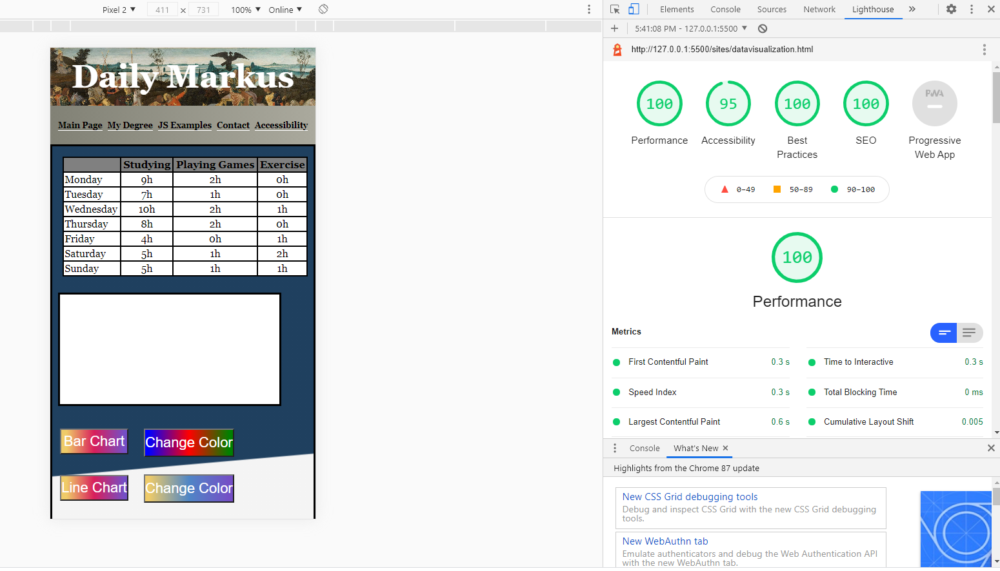 Pixel 2 ▼ 411 × 731 100% ▼ Online ▼
Daily Markus
Main Page My Degree JS Examples Contact Accessibility
Studying Playing Games Exercise
Monday 9h 2h 0h
Tuesday 7h 1h 0h
Wednesday 10h 2h 1h
Thursday 8h 2h 0h
Friday 4h 0h 1h
Saturday 5h 1h 2h
Sunday 5h 1h 1h
Bar Chart Change Color
Line Chart Change Color
Elements Console Sources Network Lighthouse »
5:41:08 PM - 127.0.0.1:5500 ▼
http://127.0.0.1:5500/sites/datavisualization.html
100 95 100 100 PWA
Performance Accessibility Best SEO Progressive
Practices Web App
0–49 50–89 90–100
100
Performance
Metrics
First Contentful Paint 0.3 s Time to Interactive 0.3 s
Speed Index 0.3 s Total Blocking Time 0 ms
Largest Contentful Paint 0.6 s Cumulative Layout Shift 0.005
Console What's New ×
Highlights from the Chrome 87 update
New CSS Grid debugging tools
Debug and inspect CSS Grid with the new CSS Grid debugging
tools.
New WebAuthn tab
Emulate authenticators and debug the Web Authentication API
with the new WebAuthn tab.